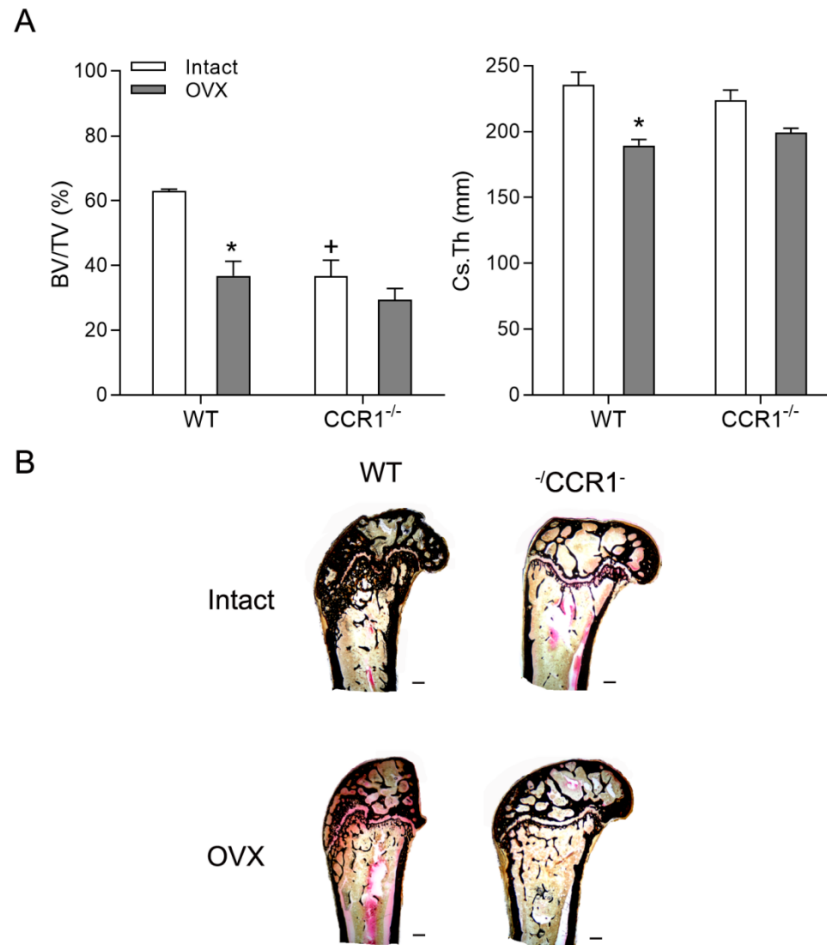 A
Intact
OVX
100
80
60
40
20
0
BV/TV (%)
*
+
WT
CCR1-/-
250
200
150
100
50
0
Cs.Th (mm)
*
WT
CCR1-/-
B
WT
-/CCR1-
Intact
OVX